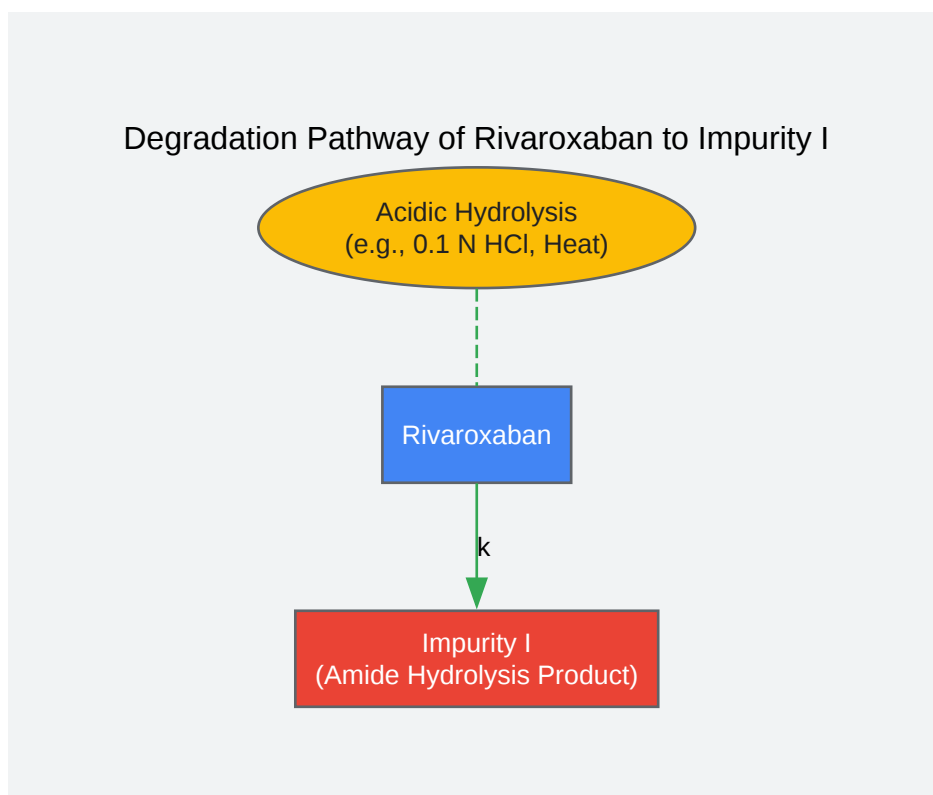 Degradation Pathway of Rivaroxaban to Impurity I
Acidic Hydrolysis
(e.g., 0.1 N HCl, Heat)
Rivaroxaban
k
Impurity I
(Amide Hydrolysis Product)